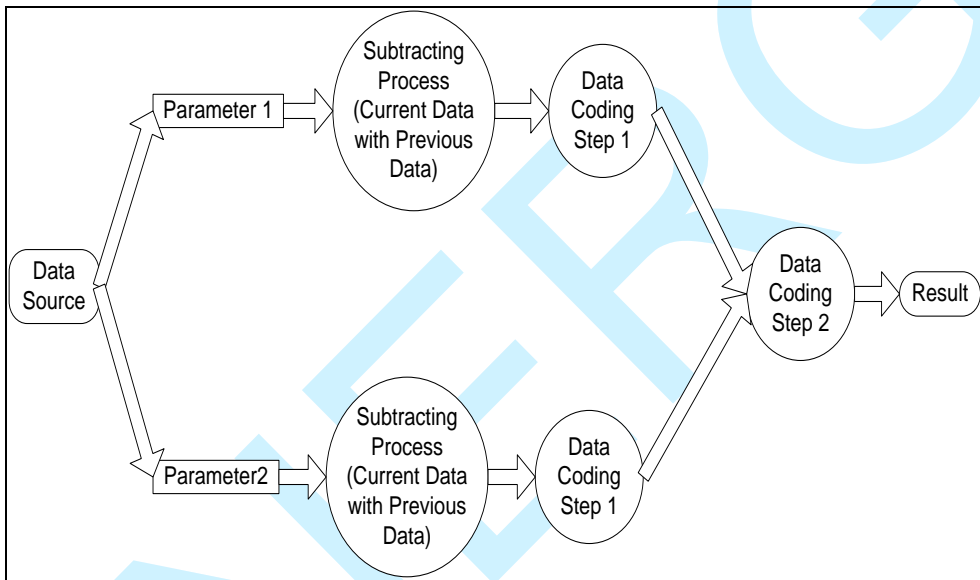 Data
Source
Parameter 1
Subtracting
Process
(Current Data
with Previous
Data)
Data
Coding
Step 1
Parameter2
Subtracting
Process
(Current Data
with Previous
Data)
Data
Coding
Step 1
Data
Coding
Step 2
Result